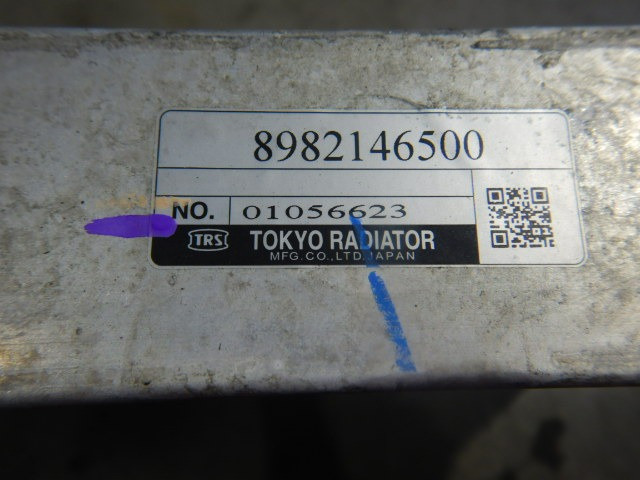 8982146500
NO. 01056623
TRS TOKYO RADIATOR
MFG.CO.,LTD.JAPAN